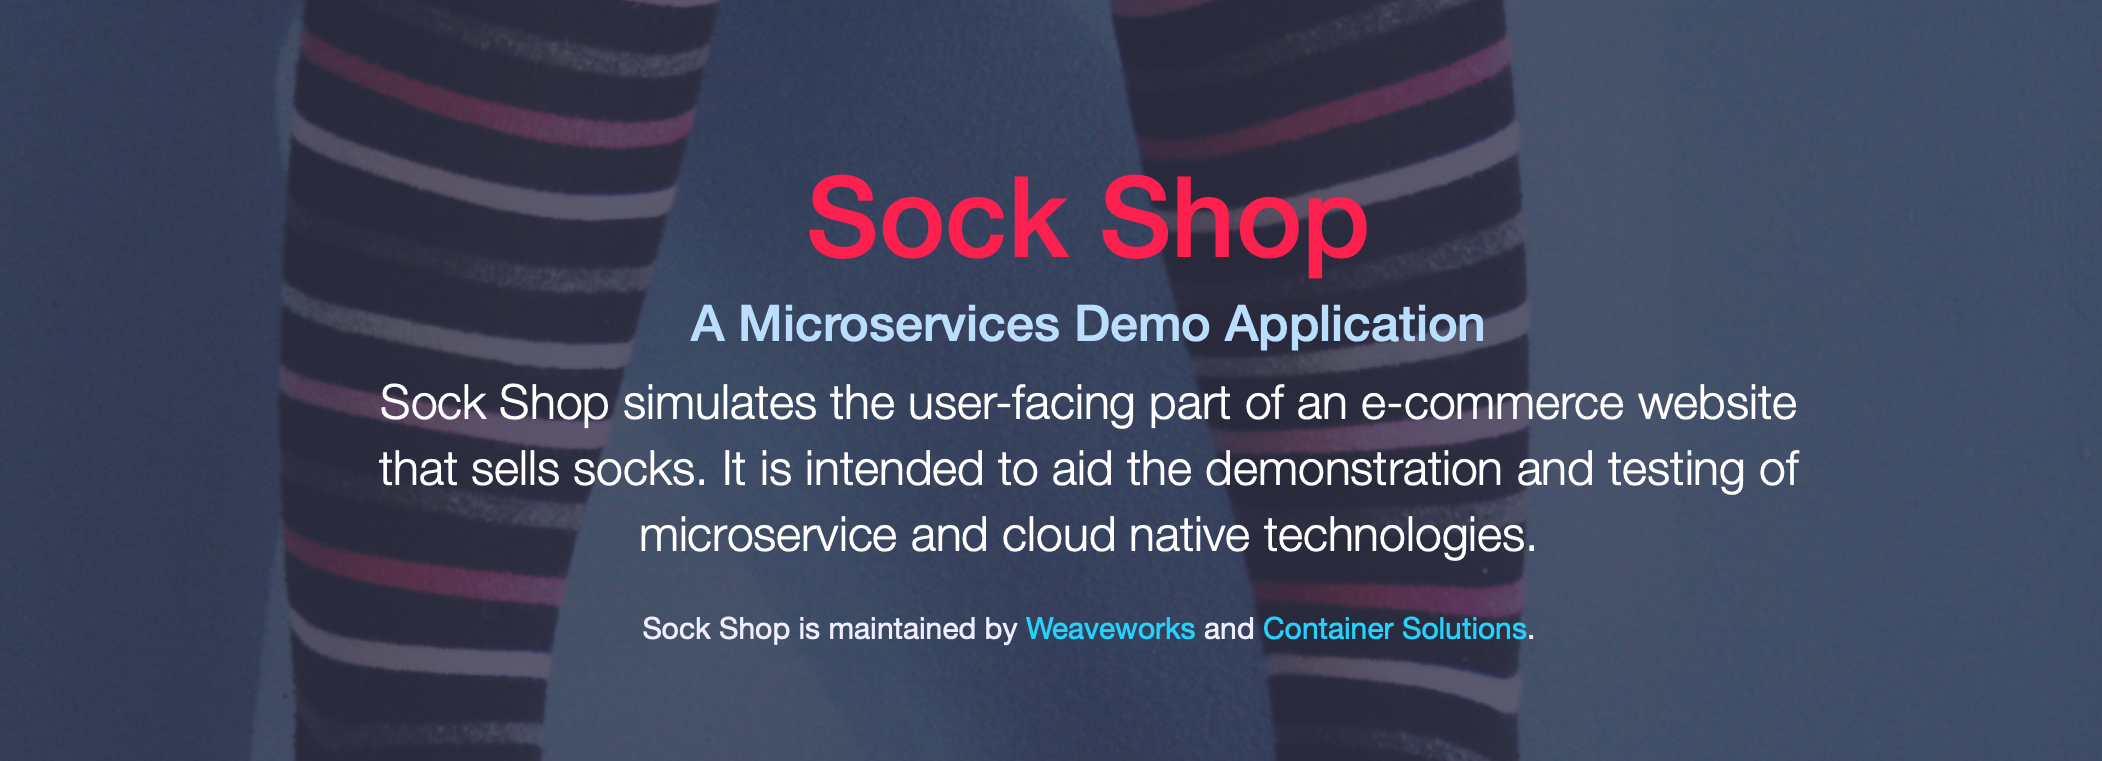 Sock Shop
A Microservices Demo Application
Sock Shop simulates the user-facing part of an e-commerce website
that sells socks. It is intended to aid the demonstration and testing of
microservice and cloud native technologies.
Sock Shop is maintained by Weaveworks and Container Solutions.